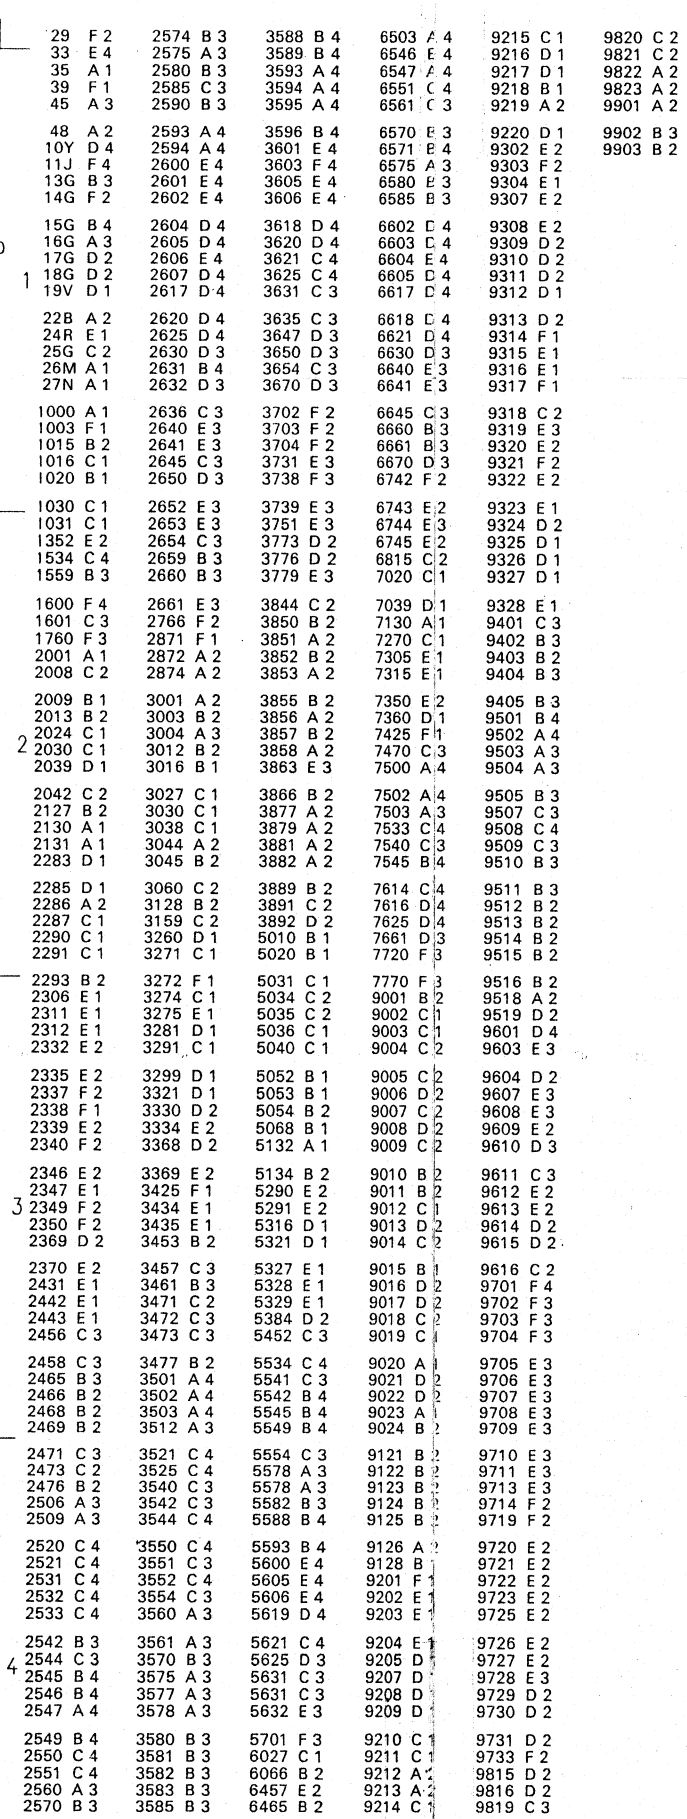 29 F 2 2574 B 3 3588 B 4 6503 A 4 9215 C 1 9820 C 2
33 E 4 2575 A 3 3589 B 4 6546 E 4 9216 D 1 9821 C 2
35 A 1 2580 B 3 3593 A 4 6547 A 4 9217 D 1 9822 A 2
39 F 1 2585 C 3 3594 A 4 6551 C 4 9218 B 1 9823 A 2
45 A 3 2590 B 3 3595 A 4 6561 C 3 9219 A 2 9901 A 2
48 A 2 2593 A 4 3596 B 4 6570 B 3 9220 D 1 9902 B 3
10Y D 4 2594 A 4 3601 E 4 6571 B 4 9302 E 2 9903 B 2
11J F 4 2600 E 4 3603 F 4 6575 A 3 9303 F 2
13G B 3 2601 E 4 3605 E 4 6580 B 3 9304 E 1
14G F 2 2602 E 4 3606 E 4 6585 B 3 9307 E 2
15G B 4 2604 D 4 3618 D 4 6602 D 4 9308 E 2
16G A 3 2605 D 4 3620 D 4 6603 D 4 9309 D 2
17G D 2 2606 E 4 3621 C 4 6604 E 4 9310 D 2
1 18G D 2 2607 D 4 3625 C 4 6605 D 4 9311 D 2
19V D 1 2617 D 4 3631 C 3 6617 D 4 9312 D 1
22B A 2 2620 D 4 3635 C 3 6618 D 4 9313 D 2
24R E 1 2625 D 4 3647 D 3 6621 D 4 9314 F 1
25G C 2 2630 D 3 3650 D 3 6630 D 3 9315 E 1
26M A 1 2631 B 4 3654 C 3 6640 E 3 9316 E 1
27N A 1 2632 D 3 3670 D 3 6641 E 3 9317 F 1
1000 A 1 2636 C 3 3702 F 2 6645 C 3 9318 C 2
1003 F 1 2640 E 3 3703 F 2 6660 B 3 9319 E 3
1015 B 2 2641 E 3 3704 F 2 6661 B 3 9320 E 2
1016 C 1 2645 C 3 3731 E 3 6670 D 3 9321 F 2
1020 B 1 2650 D 3 3738 F 3 6742 F 2 9322 E 2
1030 C 1 2652 E 3 3739 E 3 6743 E 2 9323 E 1
1031 C 1 2653 E 3 3751 E 3 6744 E 3 9324 D 2
1352 E 2 2654 C 3 3773 D 2 6745 E 2 9325 D 1
1534 C 4 2659 B 3 3776 D 2 6815 C 2 9326 D 1
1559 B 3 2660 B 3 3779 E 3 7020 C 1 9327 D 1
1600 F 4 2661 E 3 3844 C 2 7039 D 1 9328 E 1
1601 C 3 2766 F 2 3850 B 2 7130 A 1 9401 C 3
1760 F 3 2871 F 1 3851 A 2 7270 C 1 9402 B 3
2001 A 1 2872 A 2 3852 B 2 7305 E 1 9403 B 2
2008 C 2 2874 A 2 3853 A 2 7315 E 1 9404 B 3
2009 B 1 3001 A 2 3855 B 2 7350 E 2 9405 B 3
2013 B 2 3003 B 2 3856 A 2 7360 D 1 9501 B 4
2024 C 1 3004 A 3 3857 B 2 7425 F 1 9502 A 4
2 2030 C 1 3012 B 2 3858 A 2 7470 C 3 9503 A 3
2039 D 1 3016 B 1 3863 E 3 7500 A 4 9504 A 3
2042 C 2 3027 C 1 3866 B 2 7502 A 4 9505 B 3
2127 B 2 3030 C 1 3877 A 2 7503 A 3 9507 C 3
2130 A 1 3038 C 1 3879 A 2 7533 C 4 9508 C 4
2131 A 1 3044 A 2 3881 A 2 7540 C 3 9509 C 3
2283 D 1 3045 B 2 3882 A 2 7545 B 4 9510 B 3
2285 D 1 3060 C 2 3889 B 2 7614 C 4 9511 B 3
2286 A 2 3128 B 2 3891 C 2 7616 D 4 9512 B 2
2287 C 1 3159 C 2 3892 D 2 7625 D 4 9513 B 2
2290 C 1 3260 D 1 5010 B 1 7661 D 3 9514 B 2
2291 C 1 3271 C 1 5020 B 1 7720 F 3 9515 B 2
2293 B 2 3272 F 1 5031 C 1 7770 F 3 9516 B 2
2306 E 1 3274 C 1 5034 C 2 9001 B 2 9518 A 2
2311 E 1 3275 E 1 5035 C 2 9002 C 1 9519 D 2
2312 E 1 3281 D 1 5036 C 1 9003 C 1 9601 D 4
2332 E 2 3291 C 1 5040 C 1 9004 C 2 9603 E 3
2335 E 2 3299 D 1 5052 B 1 9005 C 2 9604 D 2
2337 F 2 3321 D 1 5053 B 1 9006 D 2 9607 E 3
2338 F 1 3330 D 2 5054 B 2 9007 C 2 9608 E 3
2339 E 2 3334 E 2 5068 B 1 9008 D 2 9609 E 2
2340 F 2 3368 D 2 5132 A 1 9009 C 2 9610 D 3
2346 E 2 3369 E 2 5134 B 2 9010 B 2 9611 C 3
2347 E 1 3425 F 1 5290 E 2 9011 B 2 9612 E 2
3 2349 F 2 3434 E 1 5291 E 2 9012 C 1 9613 E 2
2350 F 2 3435 E 1 5316 D 1 9013 D 2 9614 D 2
2369 D 2 3453 B 2 5321 D 1 9014 C 2 9615 D 2
2370 E 2 3457 C 3 5327 E 1 9015 B 1 9616 C 2
2431 E 1 3461 B 3 5328 E 1 9016 D 2 9701 F 4
2442 E 1 3471 C 2 5329 E 1 9017 D 2 9702 F 3
2443 E 1 3472 C 3 5384 D 2 9018 C 2 9703 F 3
2456 C 3 3473 C 3 5452 C 3 9019 C 1 9704 F 3
2458 C 3 3477 B 2 5534 C 4 9020 A 1 9705 E 3
2465 B 3 3501 A 4 5541 C 3 9021 D 2 9706 E 3
2466 B 2 3502 A 4 5542 B 4 9022 D 2 9707 E 3
2468 B 2 3503 A 4 5545 B 4 9023 A 1 9708 E 3
2469 B 2 3512 A 3 5549 B 4 9024 B 2 9709 E 3
2471 C 3 3521 C 4 5554 C 3 9121 B 2 9710 E 3
2473 C 2 3525 C 4 5578 A 3 9122 B 2 9711 E 3
2476 B 2 3540 C 3 5578 A 3 9123 B 2 9713 E 3
2506 A 3 3542 C 3 5582 B 3 9124 B 2 9714 F 2
2509 A 3 3544 C 4 5588 B 4 9125 B 2 9719 F 2
2520 C 4 3550 C 4 5593 B 4 9126 A 2 9720 E 2
2521 C 4 3551 C 3 5600 E 4 9128 B 9721 E 2
2531 C 4 3552 C 4 5605 E 4 9201 F 1 9722 E 2
2532 C 4 3554 C 3 5606 E 4 9202 E 1 9723 E 2
2533 C 4 3560 A 3 5619 D 4 9203 E 1 9725 E 2
2542 B 3 3561 A 3 5621 C 4 9204 E 1 9726 E 2
2544 C 3 3570 B 3 5625 D 3 9205 D 9727 E 2
4 2545 B 4 3575 A 3 5631 C 3 9207 D 9728 E 3
2546 B 4 3577 A 3 5631 C 3 9208 D 9729 D 2
2547 A 4 3578 A 3 5632 E 3 9209 D 9730 D 2
2549 B 4 3580 B 3 5701 F 3 9210 C 1 9731 D 2
2550 C 4 3581 B 3 6027 C 1 9211 C 1 9733 F 2
2551 C 4 3582 B 3 6066 B 2 9212 A 9815 D 2
2560 A 3 3583 B 3 6457 E 2 9213 A 2 9816 D 2
2570 B 3 3585 B 3 6465 B 2 9214 C 1 9819 C 3